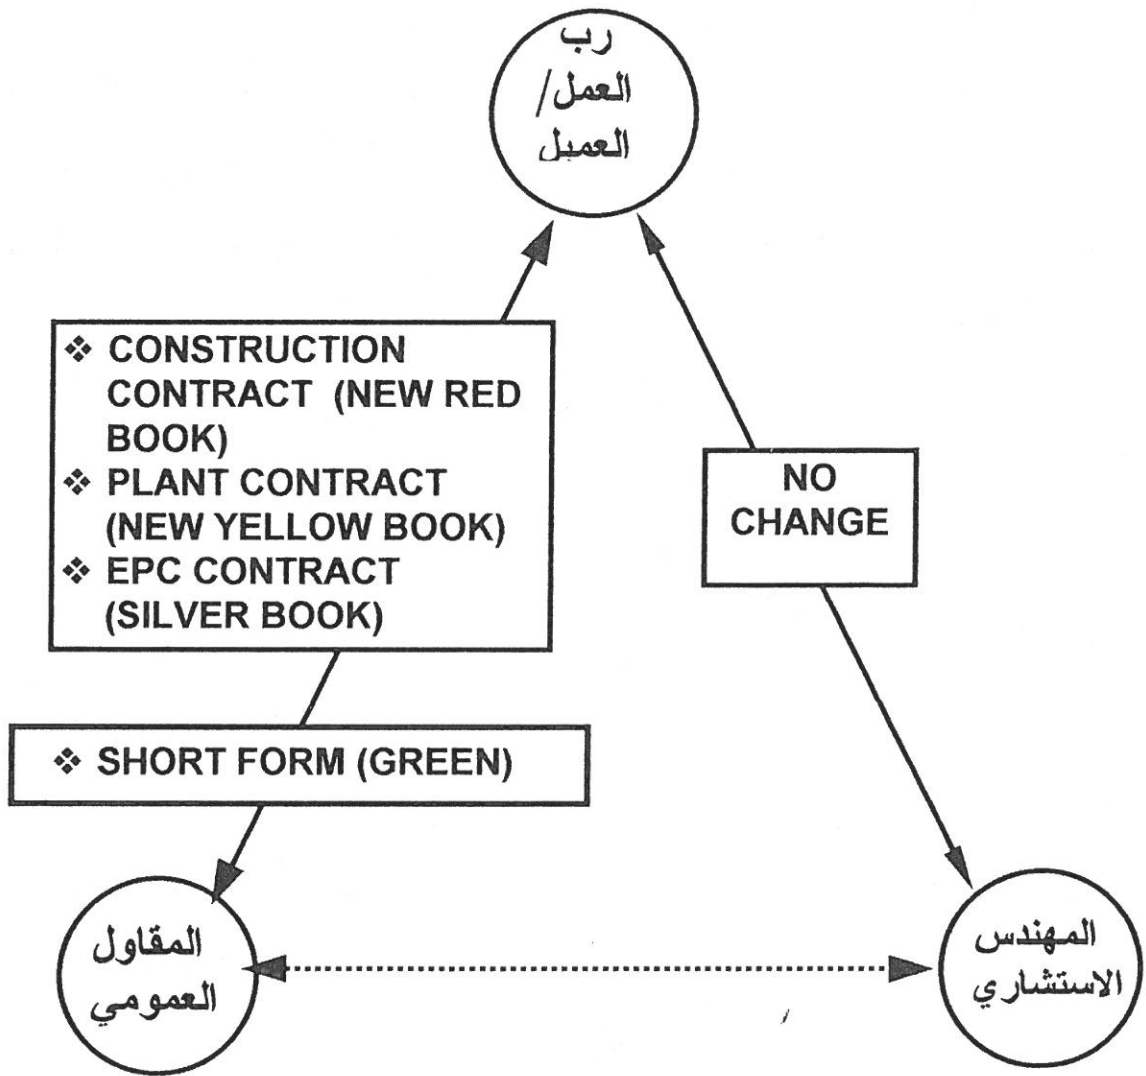 رب
العمل/
العميل
❖ CONSTRUCTION
CONTRACT (NEW RED
BOOK)
❖ PLANT CONTRACT
(NEW YELLOW BOOK)
❖ EPC CONTRACT
(SILVER BOOK)
NO
CHANGE
❖ SHORT FORM (GREEN)
المقاول
العمومي
المهندس
الاستشاري